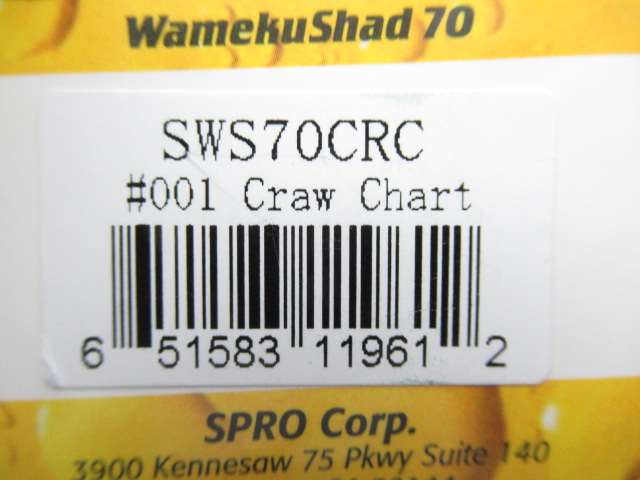 WamekuShad 70
SWS70CRC
#001 Craw Chart
6 51583 11961 2
SPRO Corp.
3900 Kennesaw 75 Pkwy Suite 140